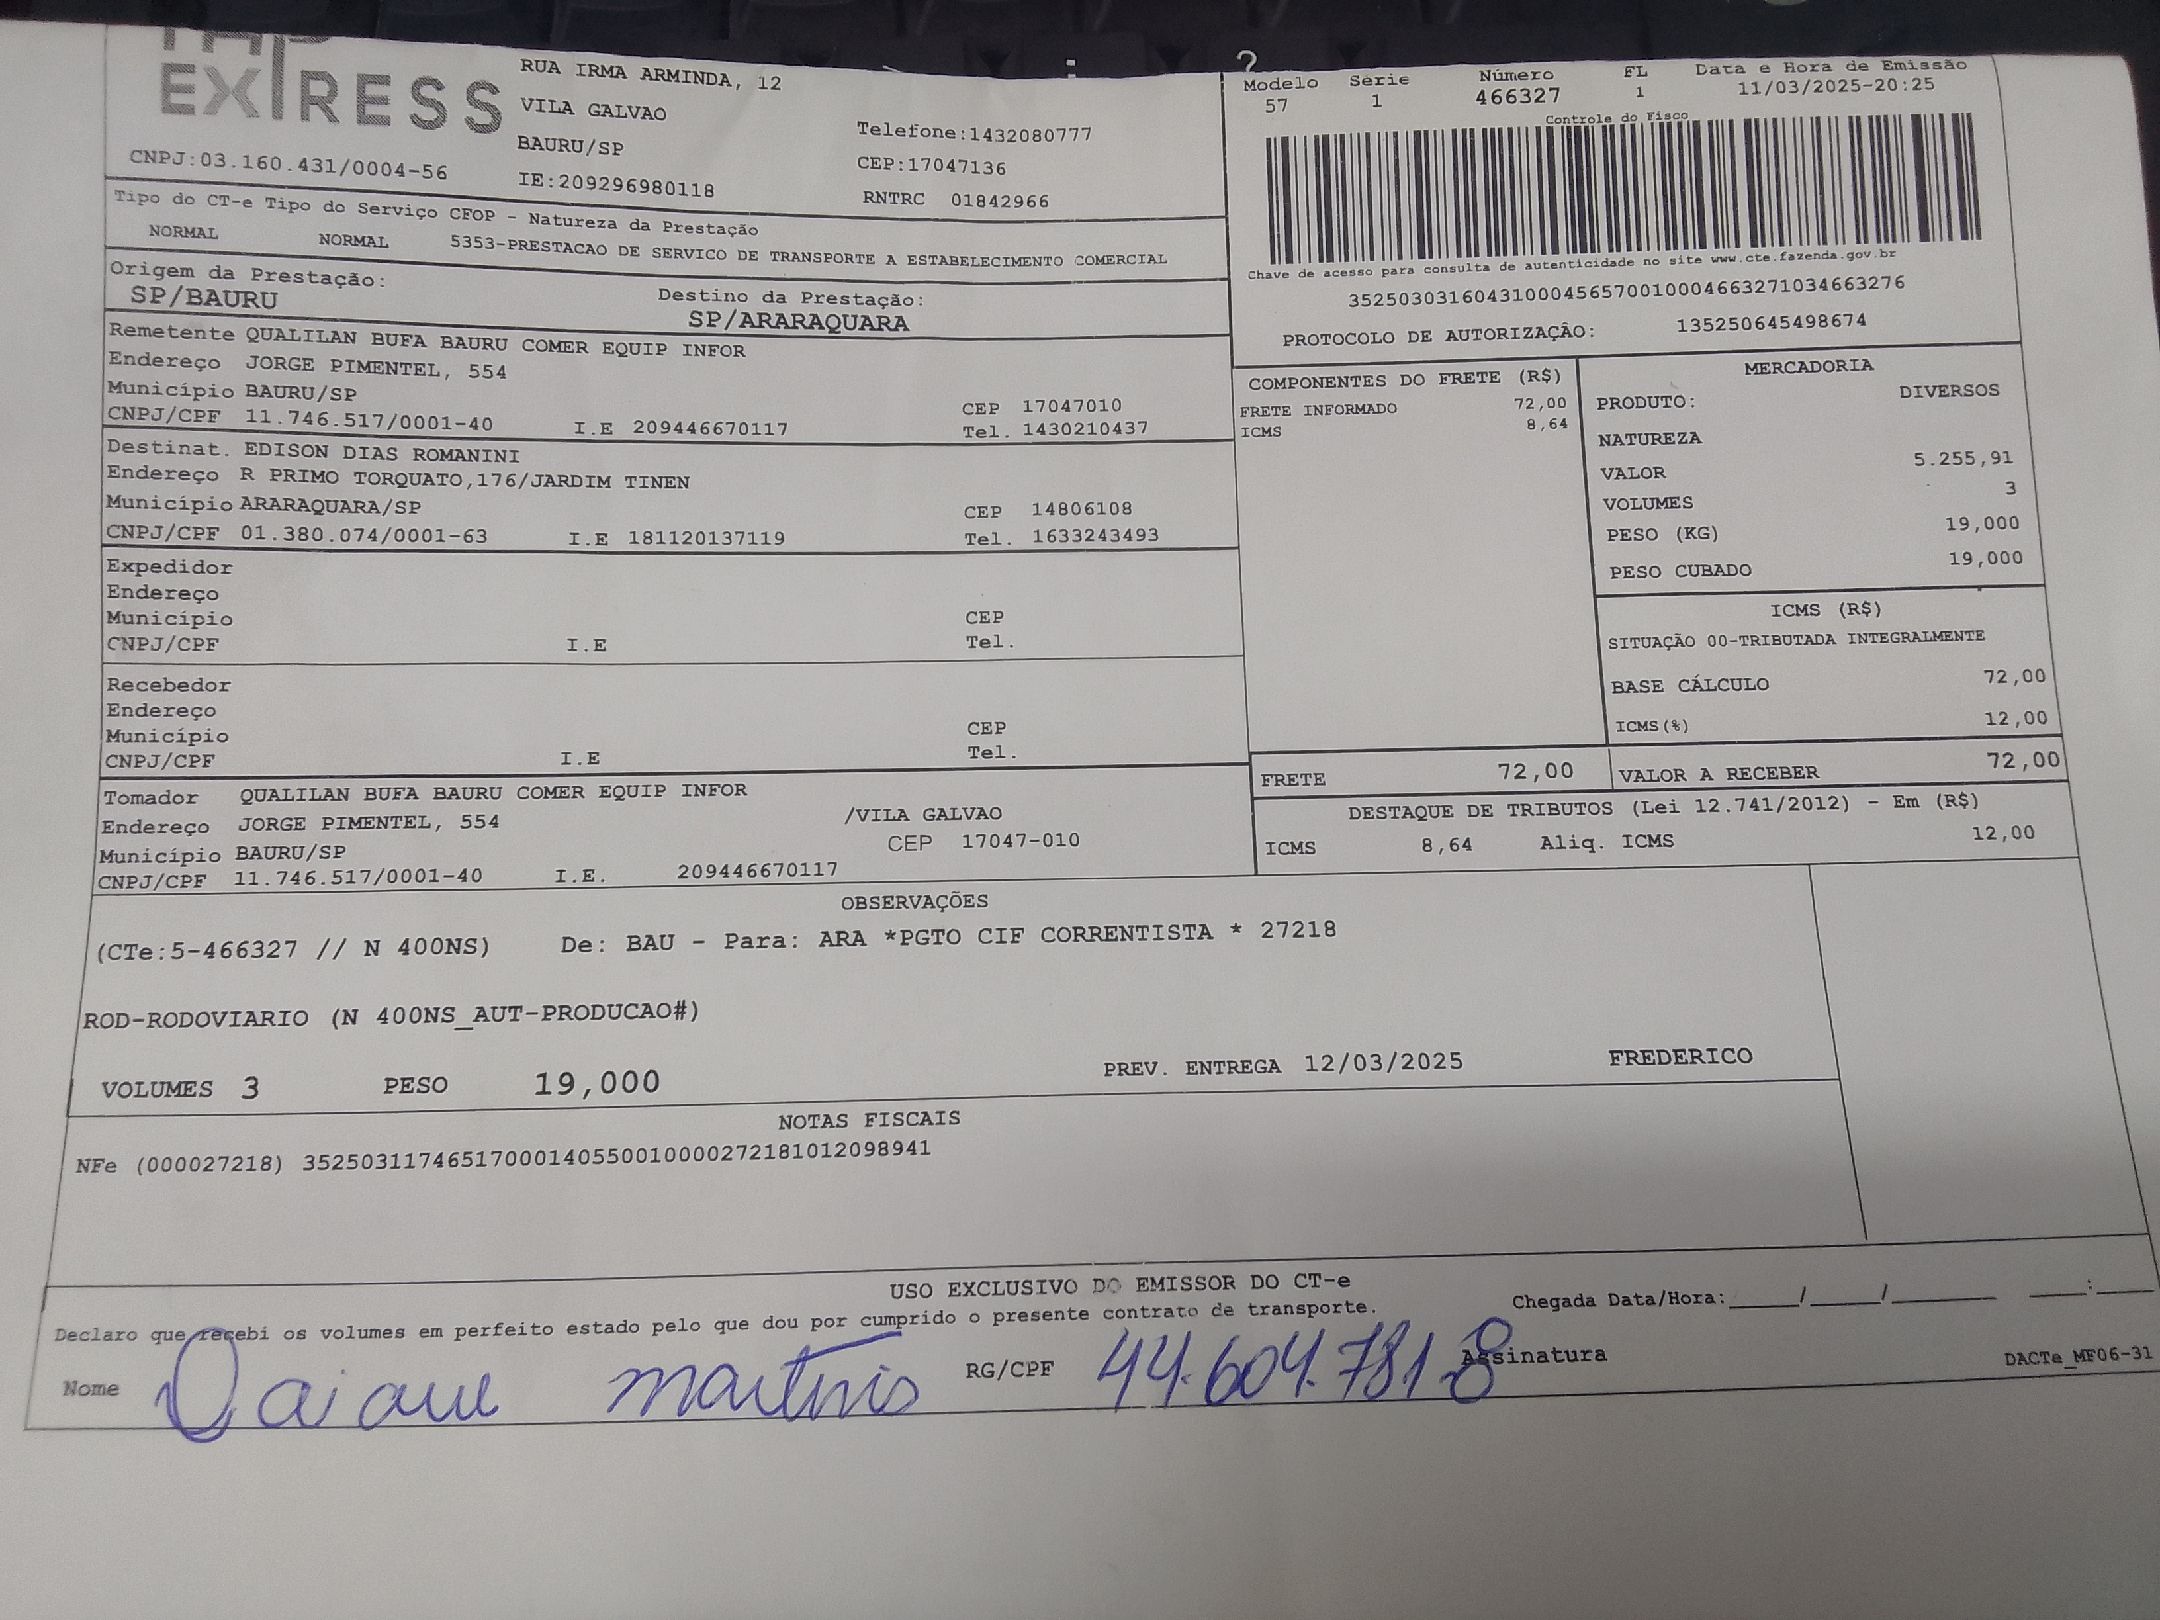 EXPRESS
RUA IRMA ARMINDA, 12
VILA GALVAO
BAURU/SP
IE:209296980118
Telefone:1432080777
CEP:17047136
RNTRC 01842966
CNPJ:03.160.431/0004-56
Modelo Serie Número FL Data e Hora de Emissão
57 1 466327 1 11/03/2025-20:25
Controle do Fisco
Chave de acesso para consulta de autenticidade no site www.cte.fazenda.gov.br
35250303160431000456570010004663271034663276
PROTOCOLO DE AUTORIZAÇÃO: 135250645498674
Tipo do CT-e Tipo do Serviço CFOP - Natureza da Prestação
NORMAL NORMAL 5353-PRESTACAO DE SERVICO DE TRANSPORTE A ESTABELECIMENTO COMERCIAL
Origem da Prestação: Destino da Prestação:
SP/BAURU SP/ARARAQUARA
Remetente QUALILAN BUFA BAURU COMER EQUIP INFOR
Endereço JORGE PIMENTEL, 554
Município BAURU/SP CEP 17047010
CNPJ/CPF 11.746.517/0001-40 I.E 209446670117 Tel. 1430210437
Destinat. EDISON DIAS ROMANINI
Endereço R PRIMO TORQUATO,176/JARDIM TINEN
Município ARARAQUARA/SP CEP 14806108
CNPJ/CPF 01.380.074/0001-63 I.E 181120137119 Tel. 1633243493
Expedidor
Endereço
Município CEP
CNPJ/CPF I.E Tel.
Recebedor
Endereço
Município CEP
CNPJ/CPF I.E Tel.
Tomador QUALILAN BUFA BAURU COMER EQUIP INFOR
Endereço JORGE PIMENTEL, 554 /VILA GALVAO
Município BAURU/SP CEP 17047-010
CNPJ/CPF 11.746.517/0001-40 I.E. 209446670117
COMPONENTES DO FRETE (R$)
FRETE INFORMADO 72,00
ICMS 8,64
MERCADORIA
PRODUTO: DIVERSOS
NATUREZA
VALOR 5.255,91
VOLUMES 3
PESO (KG) 19,000
PESO CUBADO 19,000
ICMS (R$)
SITUAÇÃO 00-TRIBUTADA INTEGRALMENTE
BASE CÁLCULO 72,00
ICMS(%) 12,00
FRETE 72,00 VALOR A RECEBER 72,00
DESTAQUE DE TRIBUTOS (Lei 12.741/2012) - Em (R$)
ICMS 8,64 Aliq. ICMS 12,00
OBSERVAÇÕES
(CTe:5-466327 // N 400NS) De: BAU - Para: ARA *PGTO CIF CORRENTISTA * 27218
ROD-RODOVIARIO (N 400NS_AUT-PRODUCAO#)
VOLUMES 3 PESO 19,000 PREV. ENTREGA 12/03/2025 FREDERICO
NOTAS FISCAIS
NFe (000027218) 35250311746517000140550010000272181012098941
USO EXCLUSIVO DO EMISSOR DO CT-e
Declaro que recebi os volumes em perfeito estado pelo que dou por cumprido o presente contrato de transporte. Chegada Data/Hora:____/____/______ ___:___
Nome martins RG/CPF 44.604.781.8 Assinatura DACTe_MF06-31